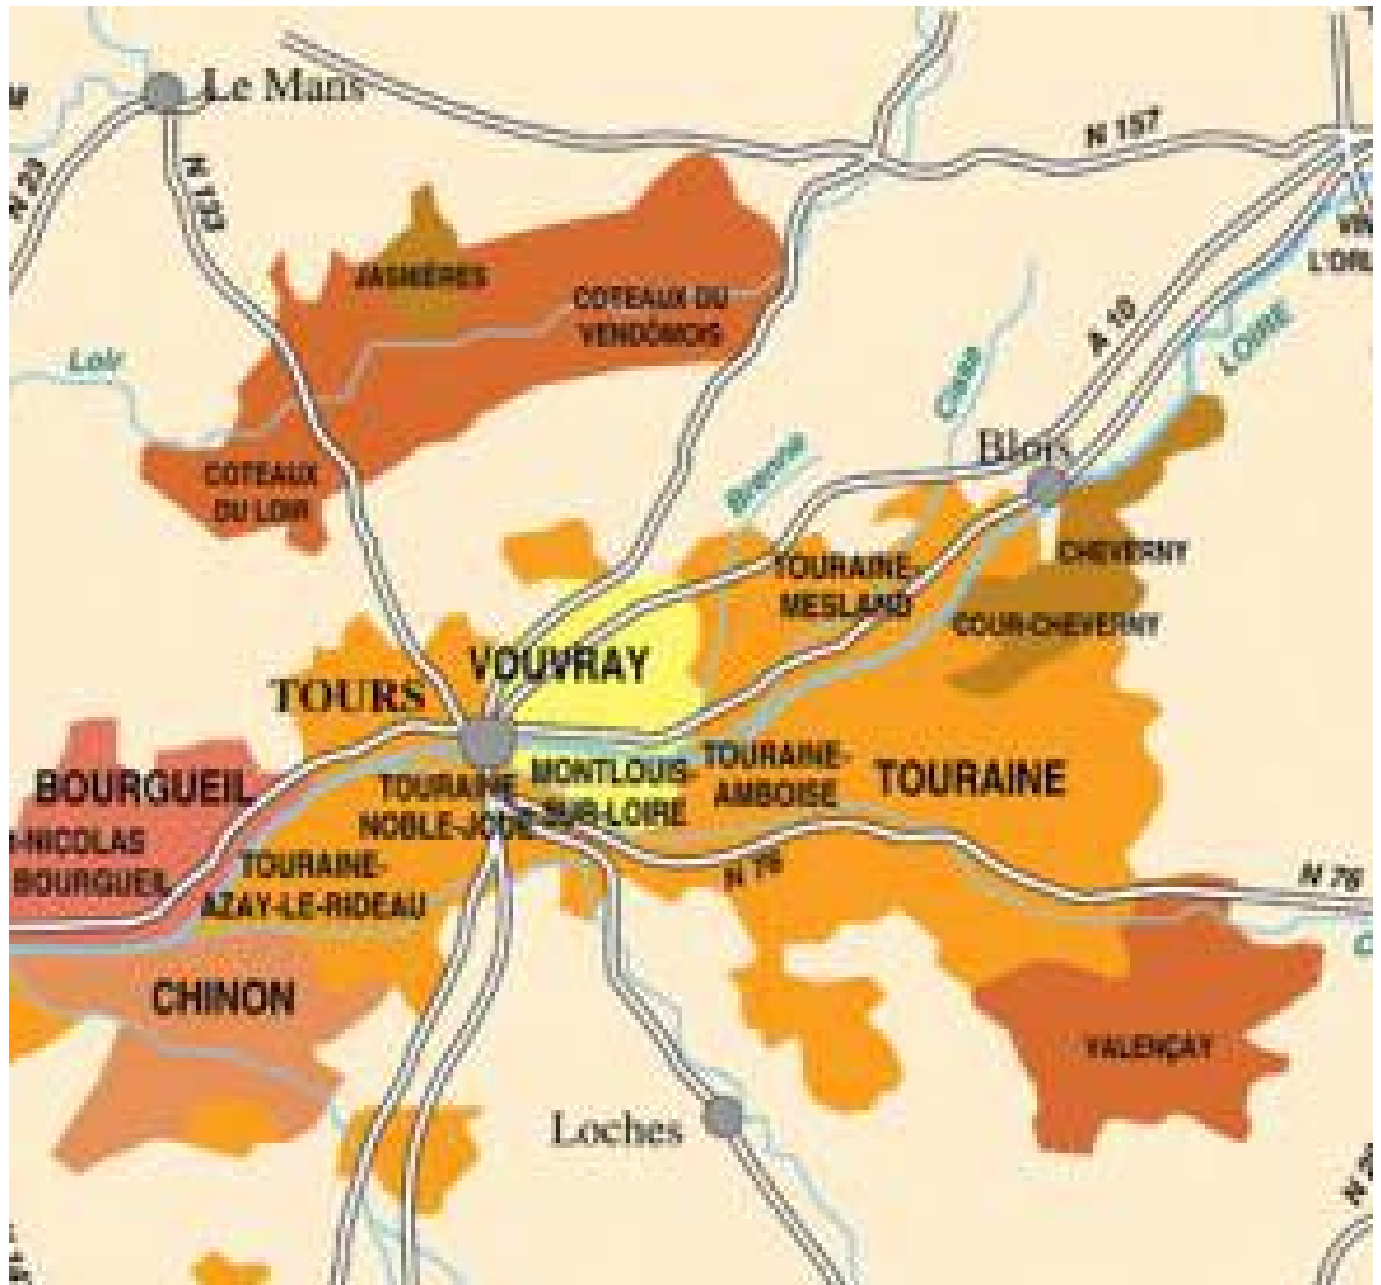 Le Mans
N 157
N 23
JASNIÈRES
COTEAUX DU
VENDÔMOIS
A 10
LOIRE
Loir
Cisse
Blois
Brenne
COTEAUX
DU LOIR
CHEVERNY
TOURAINE-
MESLAND
COUR-CHEVERNY
VOUVRAY
TOURS
BOURGUEIL
TOURAINE
NOBLE-JOUÉ
MONTLOUIS-
SUR-LOIRE
TOURAINE-
AMBOISE
TOURAINE
-NICOLAS
BOURGUEIL
TOURAINE-
AZAY-LE-RIDEAU
N 76
N 76
CHINON
VALENÇAY
Loches